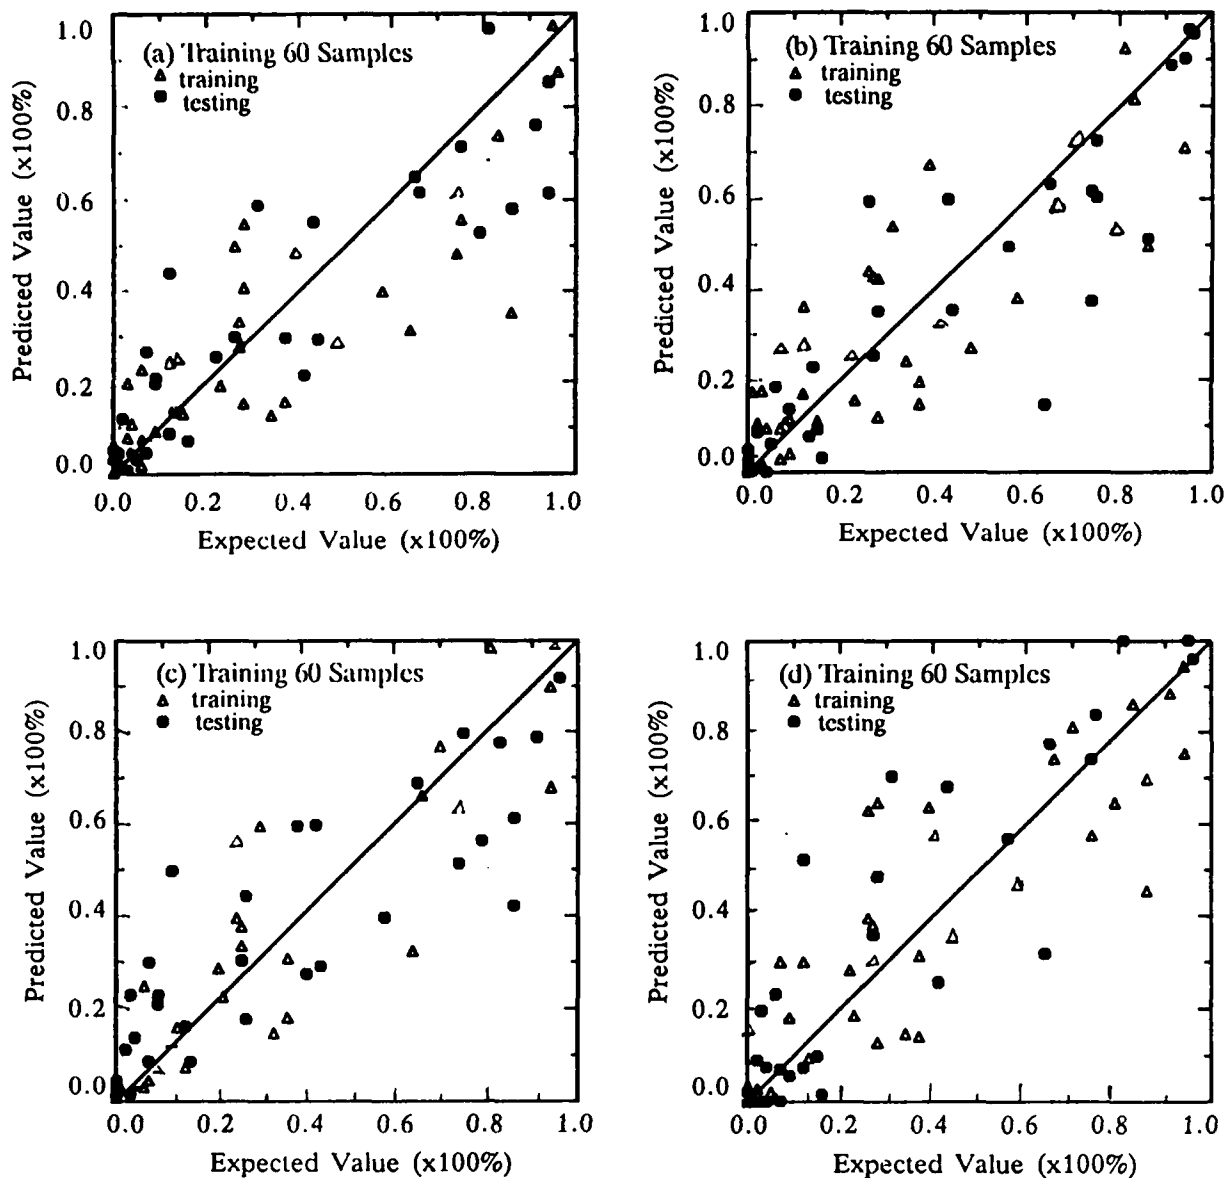 (a) Training 60 Samples
training
testing
Predicted Value (x100%)
1.0
0.8
0.6
0.4
0.2
0.0
0.0 0.2 0.4 0.6 0.8 1.0
Expected Value (x100%)
(b) Training 60 Samples
training
testing
Predicted Value (x100%)
1.0
0.8
0.6
0.4
0.2
0.0
0.0 0.2 0.4 0.6 0.8 1.0
Expected Value (x100%)
(c) Training 60 Samples
training
testing
Predicted Value (x100%)
1.0
0.8
0.6
0.4
0.2
0.0
0.0 0.2 0.4 0.6 0.8 1.0
Expected Value (x100%)
(d) Training 60 Samples
training
testing
Predicted Value (x100%)
1.0
0.8
0.6
0.4
0.2
0.0
0.0 0.2 0.4 0.6 0.8 1.0
Expected Value (x100%)